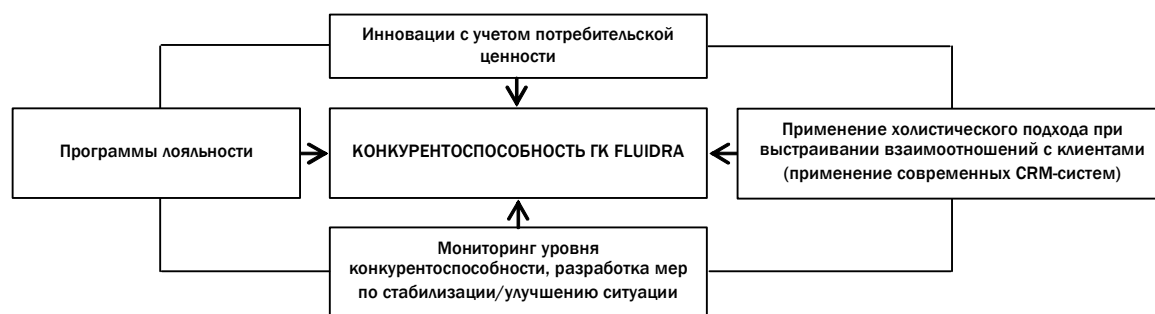 Инновации с учетом потребительской
ценности
Программы лояльности
КОНКУРЕНТОСПОСОБНОСТЬ ГК FLUIDRA
Применение холистического подхода при
выстраивании взаимоотношений с клиентами
(применение современных CRM-систем)
Мониторинг уровня
конкурентоспособности, разработка мер
по стабилизации/улучшению ситуации